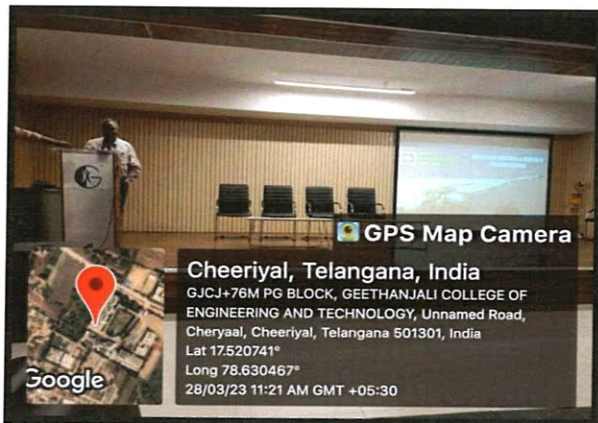 G
GPS Map Camera
Cheeriyal, Telangana, India
GJCJ+76M PG BLOCK, GEETHANJALI COLLEGE OF
ENGINEERING AND TECHNOLOGY, Unnamed Road,
Cheryaal, Cheeriyal, Telangana 501301, India
Lat 17.520741°
Long 78.630467°
28/03/23 11:21 AM GMT +05:30
Google